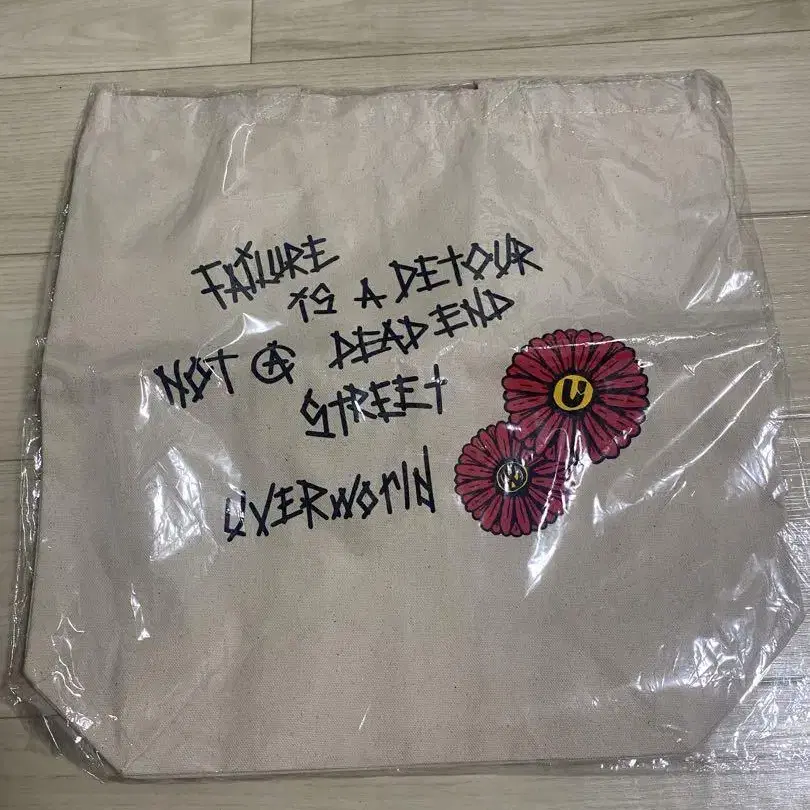 FAILURE
IS A DETOUR
NOT A DEAD END
STREET
UVERworld
U